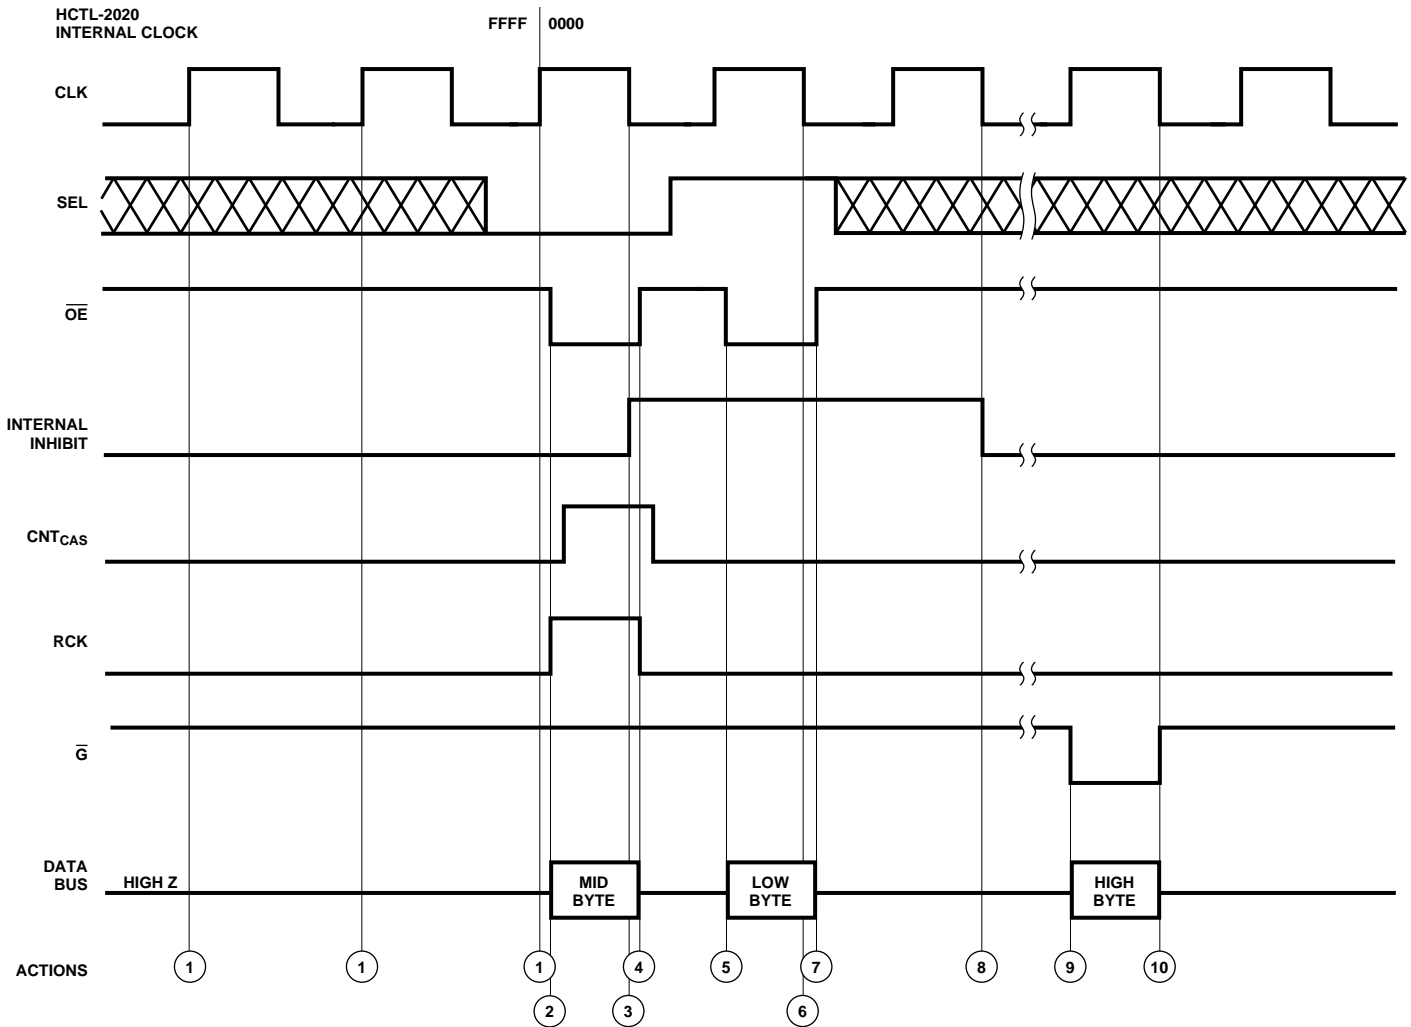 HCTL-2020
INTERNAL CLOCK
FFFF 0000
CLK
SEL
OE
INTERNAL
INHIBIT
CNTCAS
RCK
G
DATA
BUS
HIGH Z
MID
BYTE
LOW
BYTE
HIGH
BYTE
ACTIONS
1 1 1 4 5 7 8 9 10
2 3 6